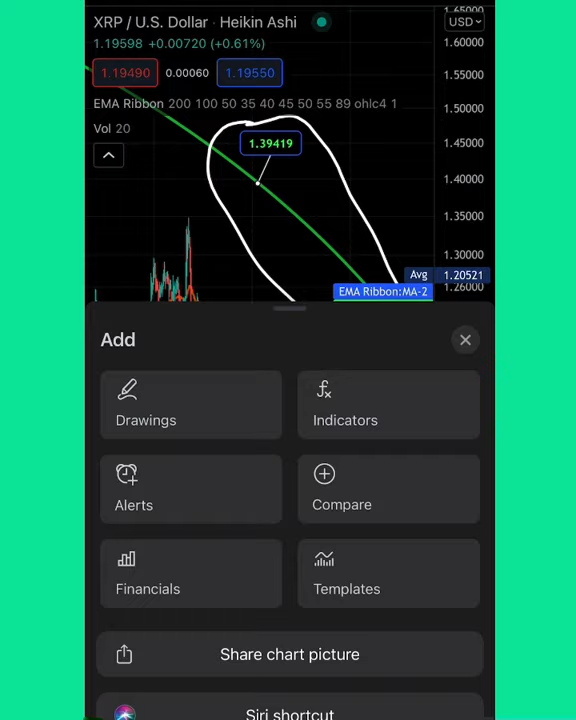 XRP / U.S. Dollar · Heikin Ashi
1.65000
USD
1.19598 +0.00720 (+0.61%)
1.60000
1.19490 0.00060 1.19550
1.55000
EMA Ribbon 200 100 50 35 40 45 50 55 89 ohlc4 1
1.50000
Vol 20
1.39419
1.45000
1.40000
1.35000
1.30000
Avg 1.20521
EMA Ribbon:MA-2
1.26000
Add
Drawings
Indicators
Alerts
Compare
Financials
Templates
Share chart picture
Siri shortcut